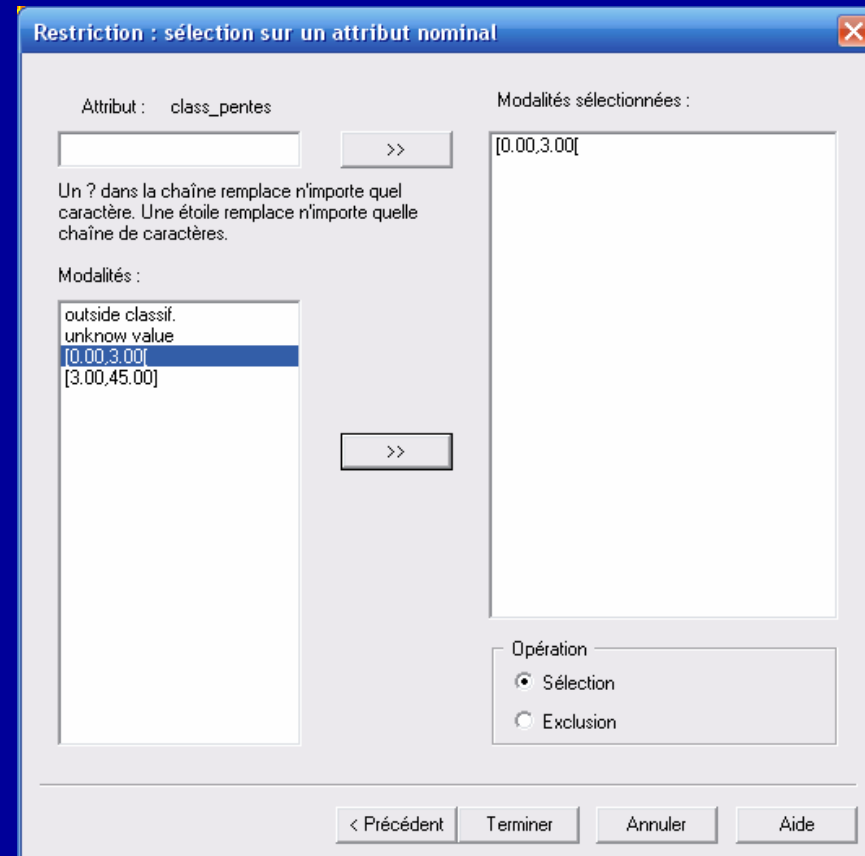 Restriction : sélection sur un attribut nominal
Attribut : class_pentes
>>
Un ? dans la chaîne remplace n'importe quel
caractère. Une étoile remplace n'importe quelle
chaîne de caractères.
Modalités :
outside classif.
unknow value
[0.00,3.00[
[3.00,45.00]
>>
Modalités sélectionnées :
[0.00,3.00[
Opération
Sélection
Exclusion
< Précédent
Terminer
Annuler
Aide